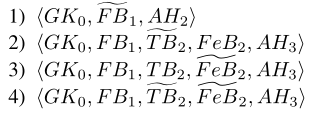 1) ⟨GK₀, F̃B₁, AH₂⟩
2) ⟨GK₀, FB₁, T̃B₂, FeB₂, AH₃⟩
3) ⟨GK₀, FB₁, TB₂, F̃eB₂, AH₃⟩
4) ⟨GK₀, FB₁, T̃B₂, F̃eB₂, AH₃⟩